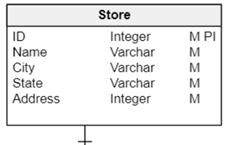 Store
ID Integer M PI
Name Varchar M
City Varchar M
State Varchar M
Address Integer M